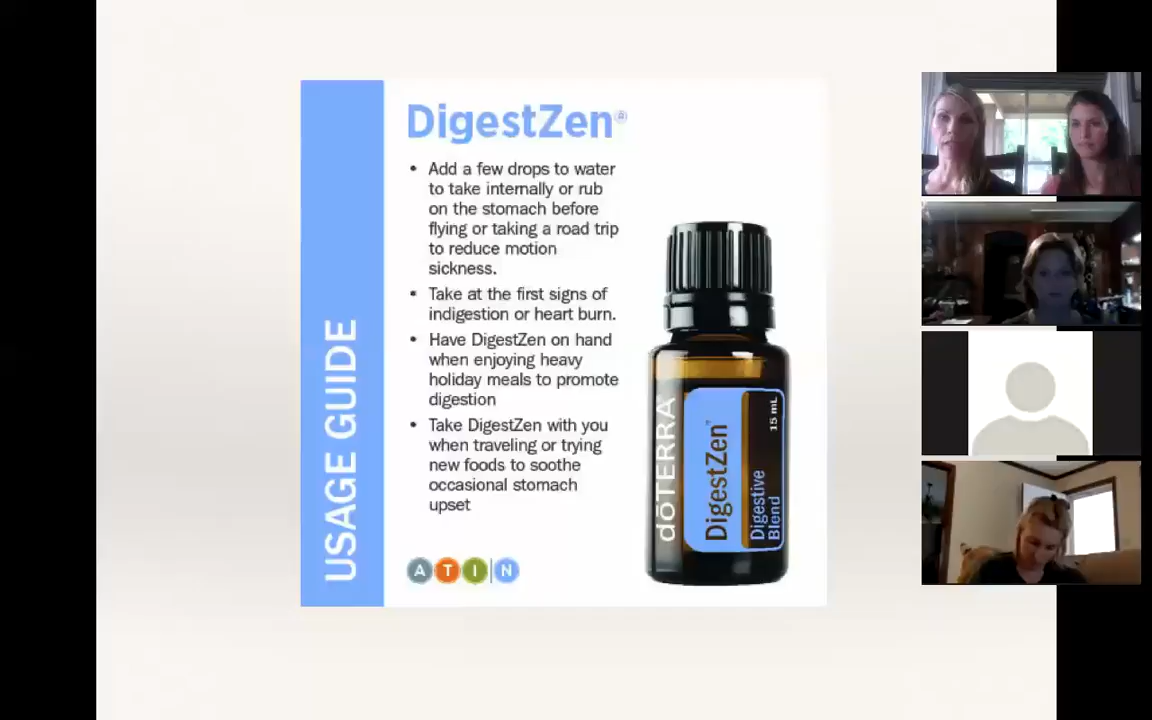 DigestZen®
• Add a few drops to water
to take internally or rub
on the stomach before
flying or taking a road trip
to reduce motion
sickness.
• Take at the first signs of
indigestion or heart burn.
• Have DigestZen on hand
when enjoying heavy
holiday meals to promote
digestion
• Take DigestZen with you
when traveling or trying
new foods to soothe
occasional stomach
upset
A T I N
USAGE GUIDE
dōTERRA
DigestZen™
Digestive
Blend
15 mL